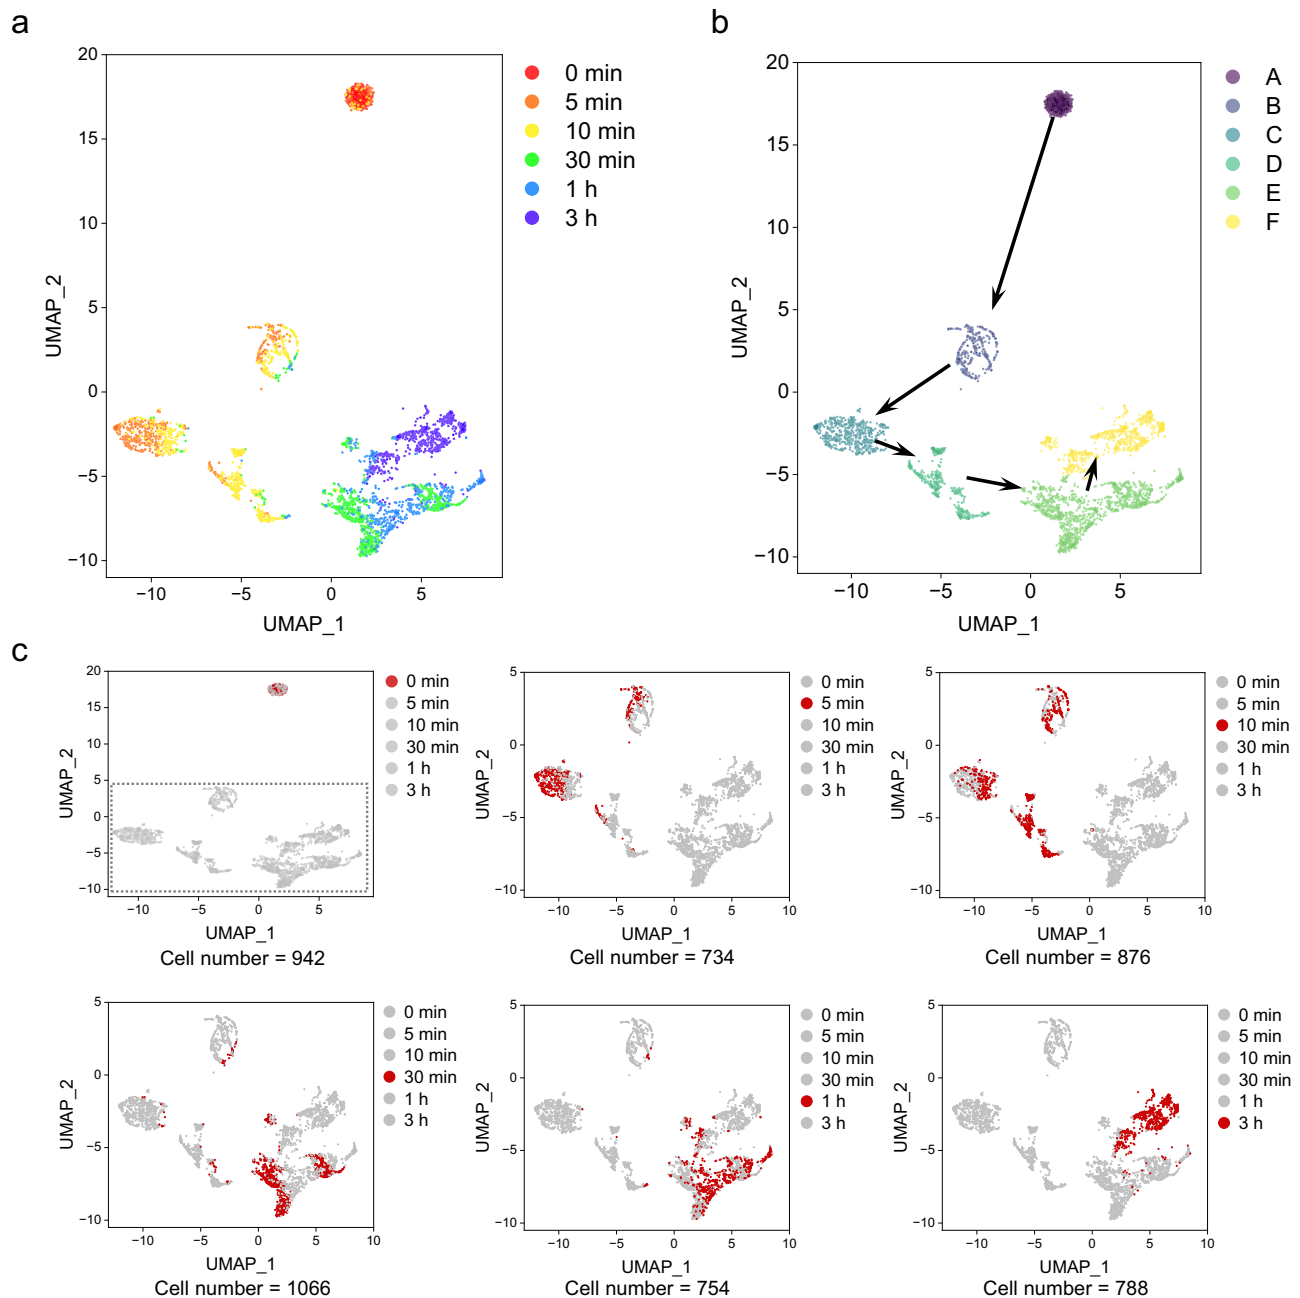 a
20
15
10
5
0
−5
−10
−10
−5
0
5
UMAP_2
UMAP_1
0 min
5 min
10 min
30 min
1 h
3 h
b
20
15
10
5
0
−5
−10
−10
−5
0
5
UMAP_2
UMAP_1
A
B
C
D
E
F
c
20
15
10
5
0
−5
−10
−10
−5
0
5
UMAP_2
UMAP_1
Cell number = 942
0 min
5 min
10 min
30 min
1 h
3 h
5
0
−5
−10
−10
−5
0
5
10
UMAP_2
UMAP_1
Cell number = 734
0 min
5 min
10 min
30 min
1 h
3 h
5
0
−5
−10
−10
−5
0
5
10
UMAP_2
UMAP_1
Cell number = 876
0 min
5 min
10 min
30 min
1 h
3 h
5
0
−5
−10
−10
−5
0
5
10
UMAP_2
UMAP_1
Cell number = 1066
0 min
5 min
10 min
30 min
1 h
3 h
5
0
−5
−10
−10
−5
0
5
10
UMAP_2
UMAP_1
Cell number = 754
0 min
5 min
10 min
30 min
1 h
3 h
5
0
−5
−10
−10
−5
0
5
10
UMAP_2
UMAP_1
Cell number = 788
0 min
5 min
10 min
30 min
1 h
3 h